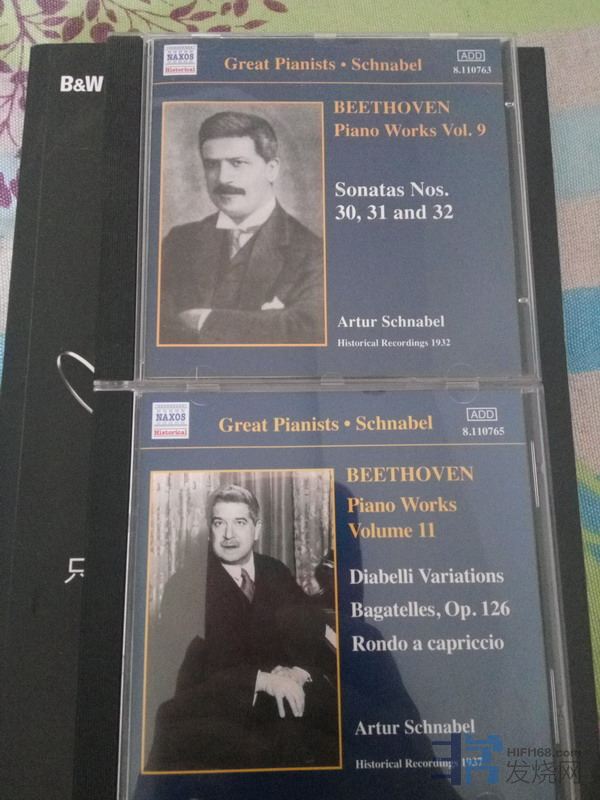 B&W
NAXOS
Historical
Great Pianists • Schnabel
ADD
8.110763
BEETHOVEN
Piano Works Vol. 9
Sonatas Nos.
30, 31 and 32
Artur Schnabel
Historical Recordings 1932
NAXOS
Historical
Great Pianists • Schnabel
ADD
8.110765
BEETHOVEN
Piano Works
Volume 11
Diabelli Variations
Bagatelles, Op. 126
Rondo a capriccio
Artur Schnabel
Historical Recordings 1937
HIFI168.com
发烧网